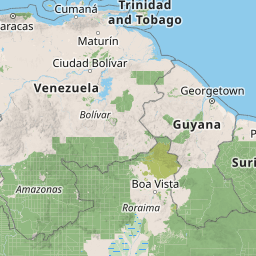 Trinidad
and Tobago
Cumaná
aracas
Maturín
Ciudad Bolívar
Venezuela
Georgetown
Bolívar
Guyana
Suri
Amazonas
Boa Vista
Roraima
P